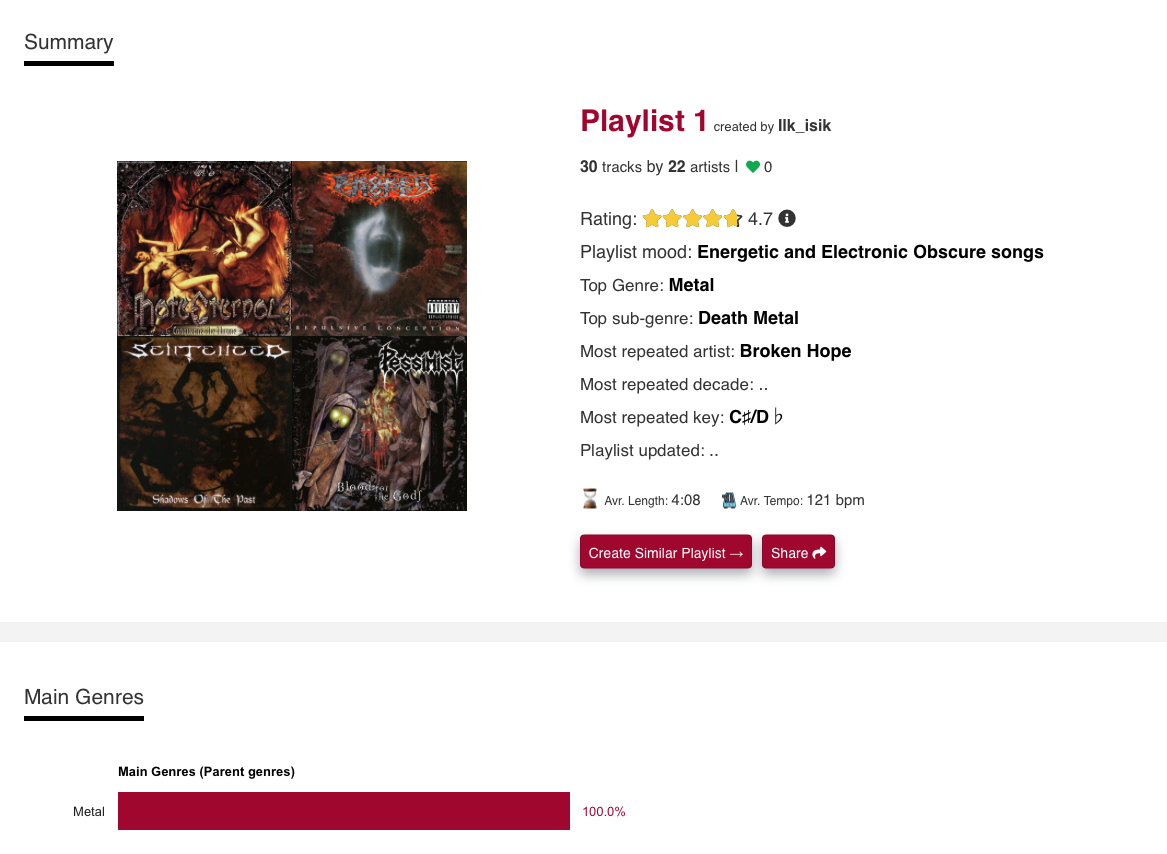 Summary
Playlist 1 created by Ilk_isik
30 tracks by 22 artists | 0
Rating: 4.7
Playlist mood: Energetic and Electronic Obscure songs
Top Genre: Metal
Top sub-genre: Death Metal
Most repeated artist: Broken Hope
Most repeated decade: ..
Most repeated key: C♯/D ♭
Playlist updated: ..
Avr. Length: 4:08 Avr. Tempo: 121 bpm
Create Similar Playlist → Share
Hate Eternal
Broken Hope
PARENTAL
ADVISORY
EXPLICIT LYRICS
REPULSIVE CONCEPTION
SENTENCED
Shadows Of The Past
Pessimist
Blood for
the Gods
Main Genres
Main Genres (Parent genres)
Metal 100.0%